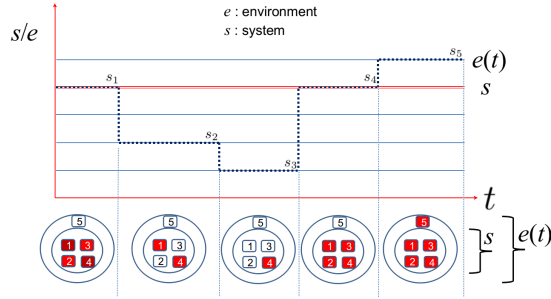 e : environment
s : system
s/e
s₁
s₂
s₃
s₄
s₅
e(t)
s
t
5
5
5
5
5
1 3
1 3
1 3
1 3
1 3
2 4
2 4
2 4
2 4
2 4
s
e(t)